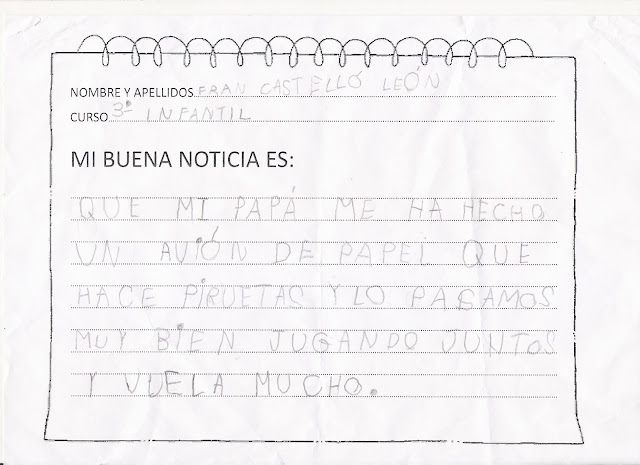 NOMBRE Y APELLIDOS FRAN CASTELLÓ LEÓN
CURSO 3º INFANTIL
MI BUENA NOTICIA ES:
QUE MI PAPÁ ME HA HECHO
UN AVIÓN DE PAPEL QUE
HACE PIRUETAS Y LO PASAMOS
MUY BIEN JUGANDO JUNTOS
Y VUELA MUCHO.